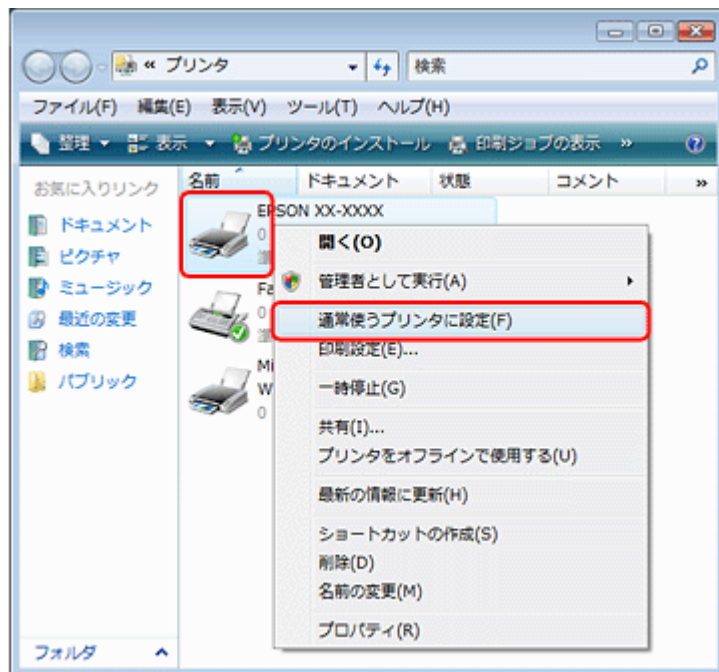 « プリンタ
検索
ファイル(F) 編集(E) 表示(V) ツール(T) ヘルプ(H)
整理 表示 プリンタのインストール 印刷ジョブの表示 »
お気に入りリンク
ドキュメント
ピクチャ
ミュージック
最近の変更
検索
パブリック
フォルダ
名前 ドキュメント 状態 コメント »
EPSON XX-XXXX
0
Fa
0
Mi
W
0
開く(O)
管理者として実行(A)
通常使うプリンタに設定(F)
印刷設定(E)...
一時停止(G)
共有(I)...
プリンタをオフラインで使用する(U)
最新の情報に更新(H)
ショートカットの作成(S)
削除(D)
名前の変更(M)
プロパティ(R)